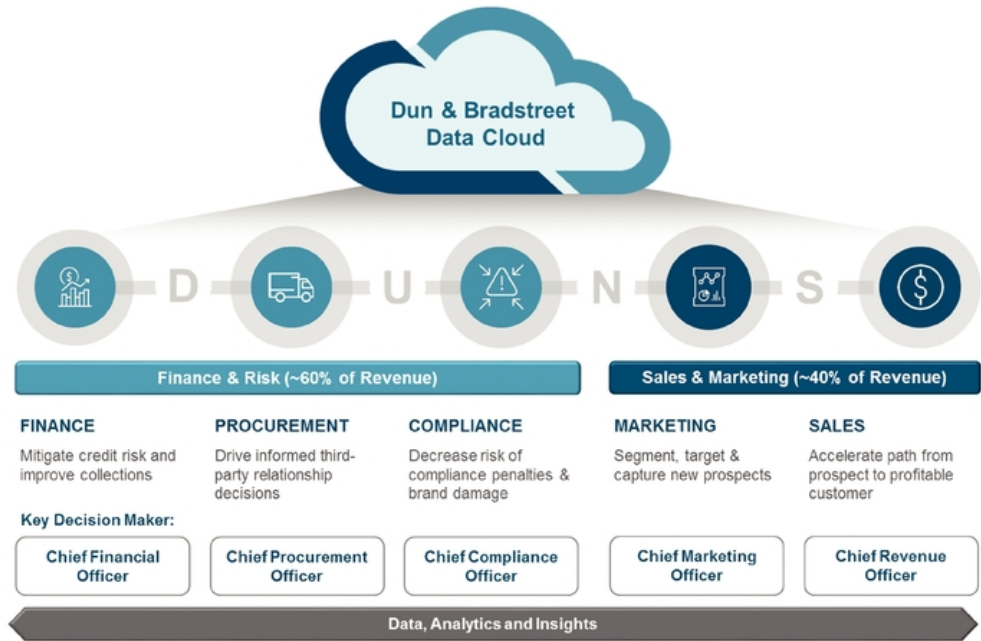 Dun & Bradstreet
Data Cloud
D U N S
Finance & Risk (~60% of Revenue)
Sales & Marketing (~40% of Revenue)
FINANCE
Mitigate credit risk and
improve collections
PROCUREMENT
Drive informed third-
party relationship
decisions
COMPLIANCE
Decrease risk of
compliance penalties &
brand damage
MARKETING
Segment, target &
capture new prospects
SALES
Accelerate path from
prospect to profitable
customer
Key Decision Maker:
Chief Financial
Officer
Chief Procurement
Officer
Chief Compliance
Officer
Chief Marketing
Officer
Chief Revenue
Officer
Data, Analytics and Insights